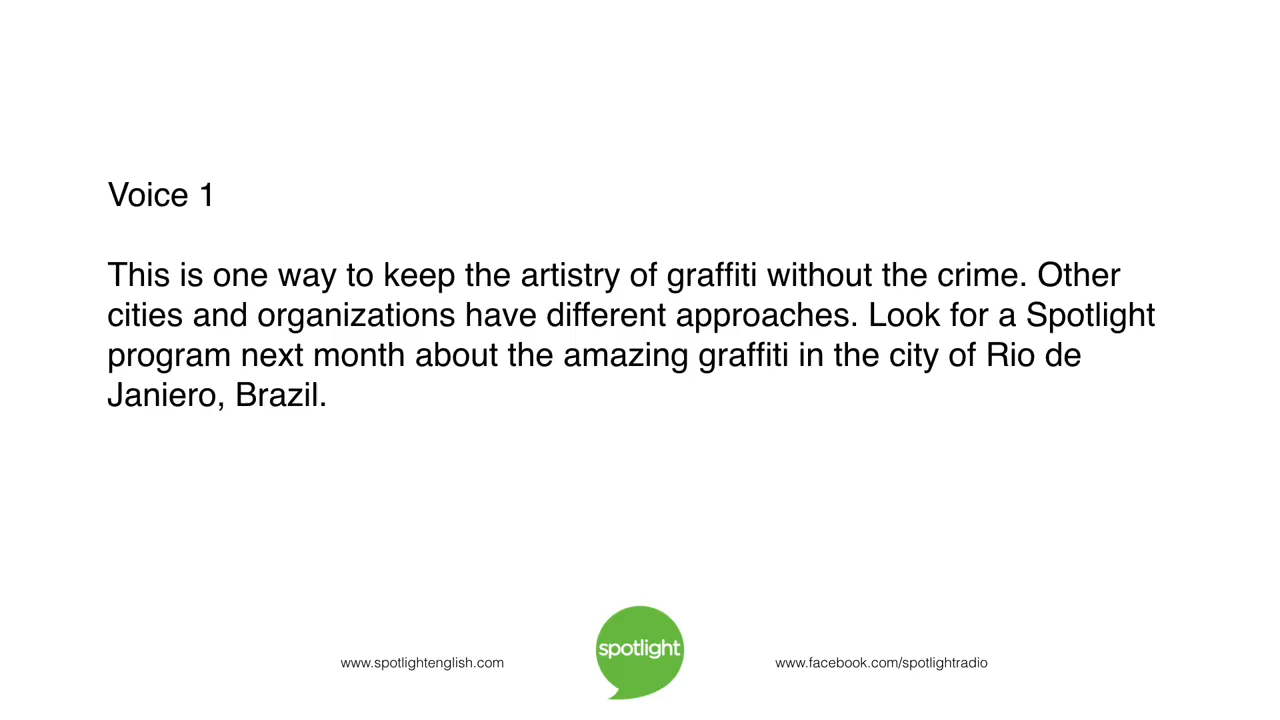 Voice 1
This is one way to keep the artistry of graffiti without the crime. Other
cities and organizations have different approaches. Look for a Spotlight
program next month about the amazing graffiti in the city of Rio de
Janiero, Brazil.
spotlight
www.spotlightenglish.com
www.facebook.com/spotlightradio